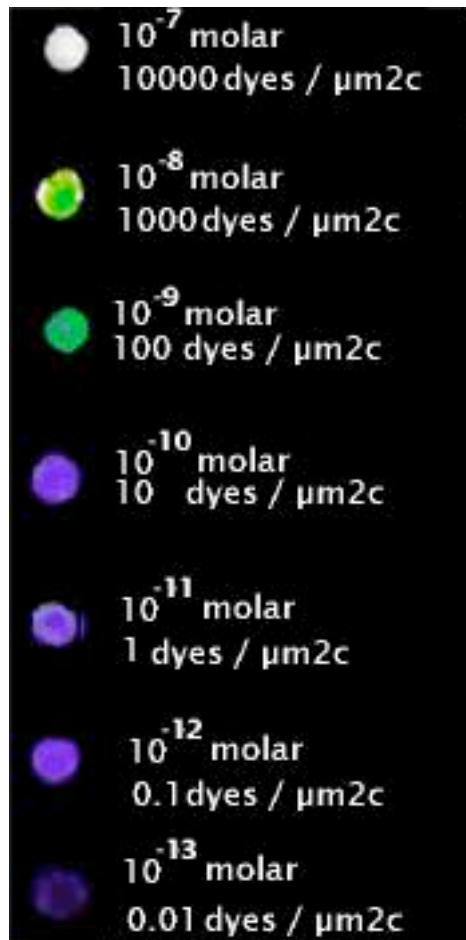 10⁻⁷ molar
10000 dyes / µm2c
10⁻⁸ molar
1000 dyes / µm2c
10⁻⁹ molar
100 dyes / µm2c
10⁻¹⁰ molar
10 dyes / µm2c
10⁻¹¹ molar
1 dyes / µm2c
10⁻¹² molar
0.1 dyes / µm2c
10⁻¹³ molar
0.01 dyes / µm2c